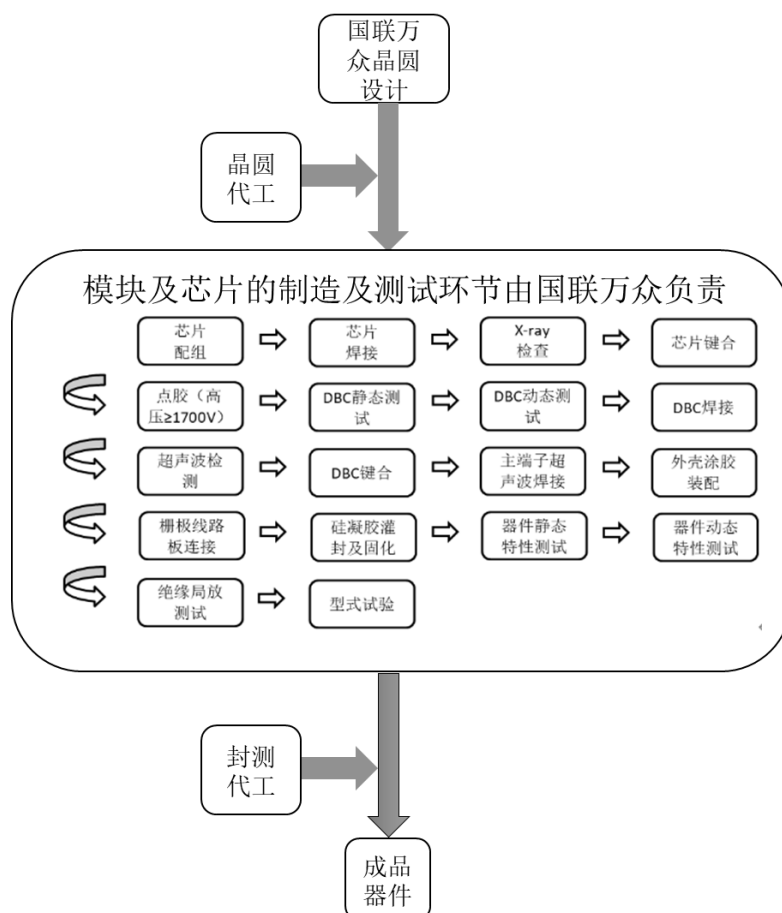 国联万
众晶圆
设计
晶圆
代工
模块及芯片的制造及测试环节由国联万众负责
芯片
配组
芯片
焊接
X-ray
检查
芯片键合
点胶（高
压≥1700V）
DBC静态测
试
DBC动态测
试
DBC焊接
超声波检
测
DBC键合
主端子超
声波焊接
外壳涂胶
装配
栅极线路
板连接
硅凝胶灌
封及固化
器件静态
特性测试
器件动态
特性测试
绝缘局放
测试
型式试验
封测
代工
成品
器件